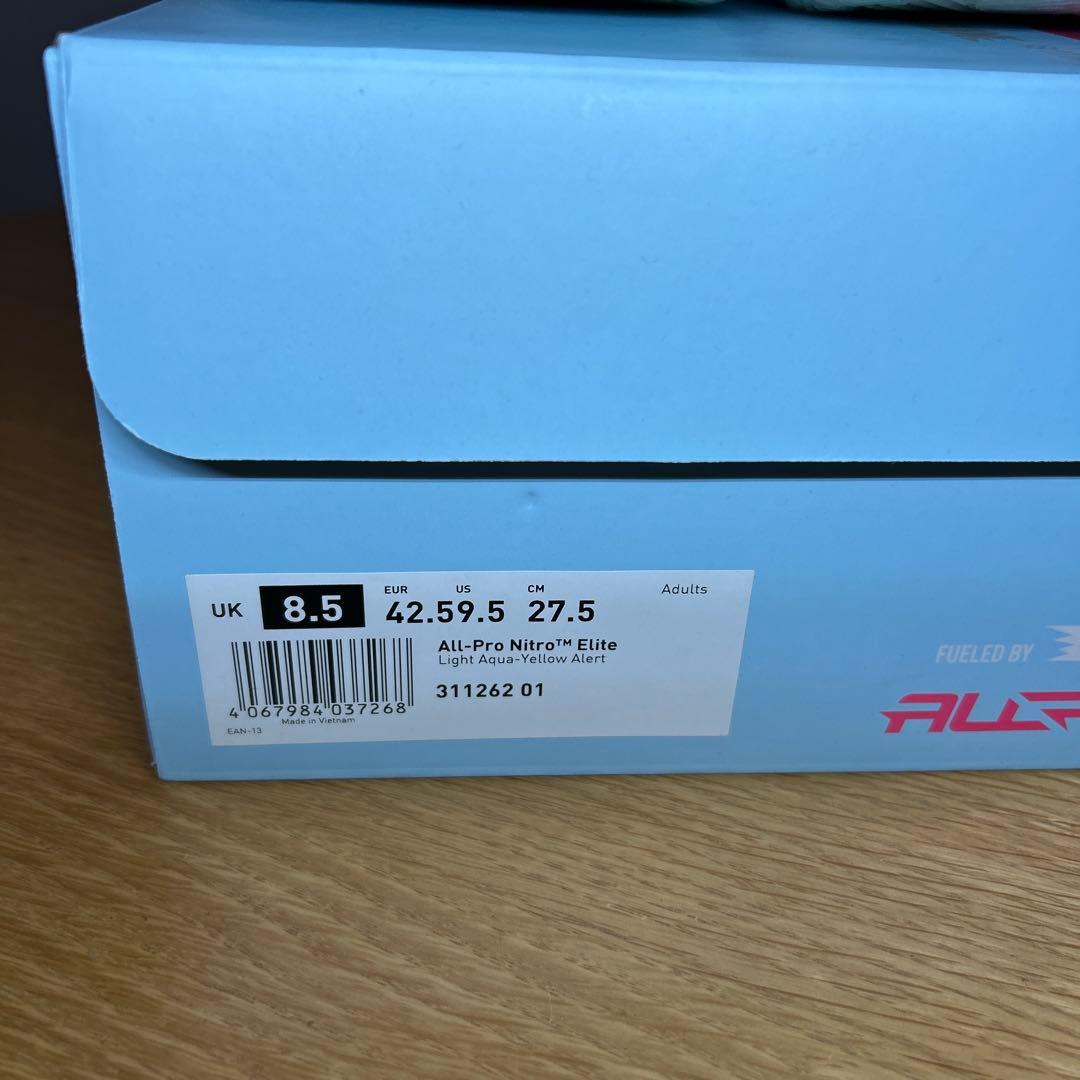 UK 8.5 EUR 42.5 US 9.5 CM 27.5 Adults
All-Pro Nitro™ Elite
Light Aqua-Yellow Alert
311262 01
4 067984 037268
Made in Vietnam
EAN-13
FUELED BY